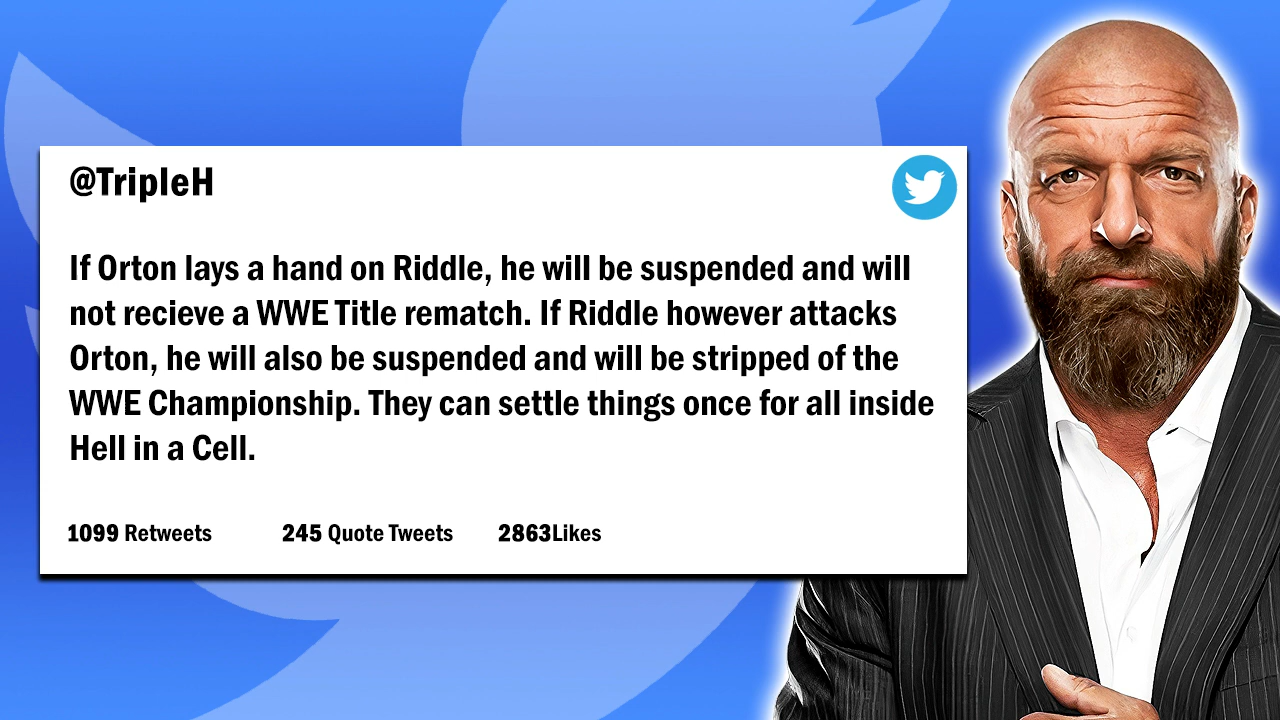 @TripleH
If Orton lays a hand on Riddle, he will be suspended and will
not recieve a WWE Title rematch. If Riddle however attacks
Orton, he will also be suspended and will be stripped of the
WWE Championship. They can settle things once for all inside
Hell in a Cell.
1099 Retweets 245 Quote Tweets 2863Likes